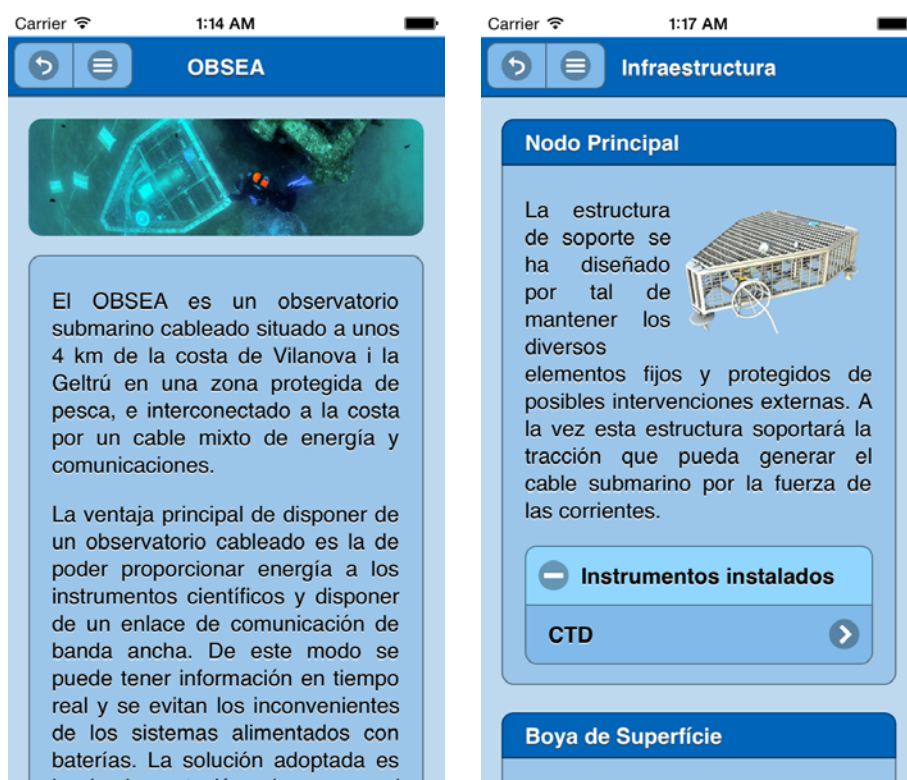 Carrier
1:14 AM
OBSEA
El OBSEA es un observatorio
submarino cableado situado a unos
4 km de la costa de Vilanova i la
Geltrú en una zona protegida de
pesca, e interconectado a la costa
por un cable mixto de energía y
comunicaciones.
La ventaja principal de disponer de
un observatorio cableado es la de
poder proporcionar energía a los
instrumentos científicos y disponer
de un enlace de comunicación de
banda ancha. De este modo se
puede tener información en tiempo
real y se evitan los inconvenientes
de los sistemas alimentados con
baterías. La solución adoptada es
Carrier
1:17 AM
Infraestructura
Nodo Principal
La estructura
de soporte se
ha diseñado
por tal de
mantener los
diversos
elementos fijos y protegidos de
posibles intervenciones externas. A
la vez esta estructura soportará la
tracción que pueda generar el
cable submarino por la fuerza de
las corrientes.
Instrumentos instalados
CTD
Boya de Superfície